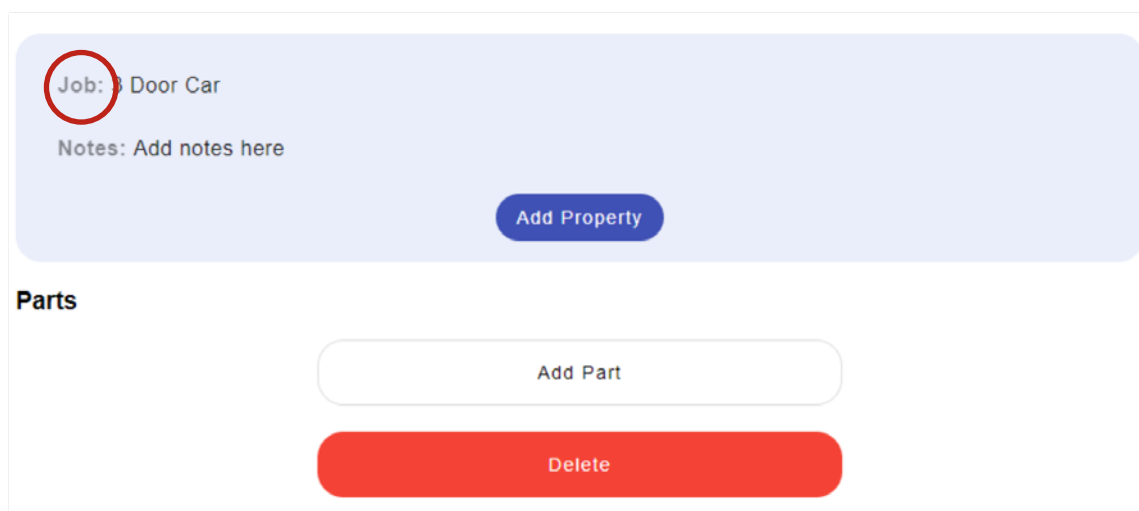 Job: 3 Door Car
Notes: Add notes here
Add Property
Parts
Add Part
Delete